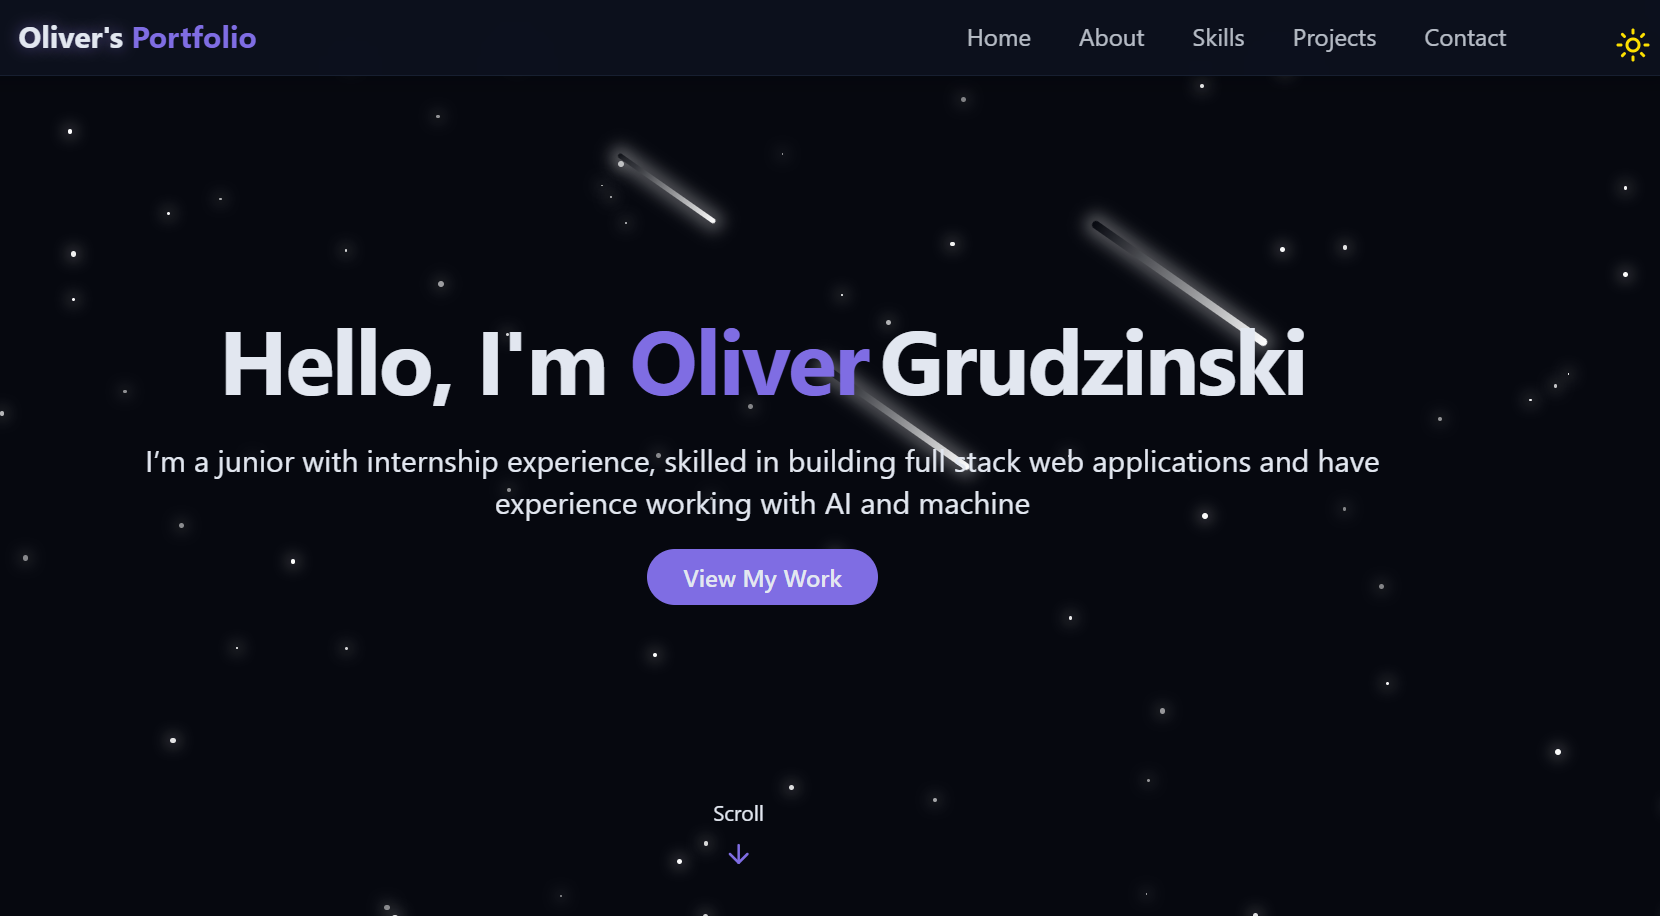 Oliver's Portfolio
Home About Skills Projects Contact
Hello, I'm Oliver Grudzinski
I’m a junior with internship experience, skilled in building full stack web applications and have
experience working with AI and machine
View My Work
Scroll